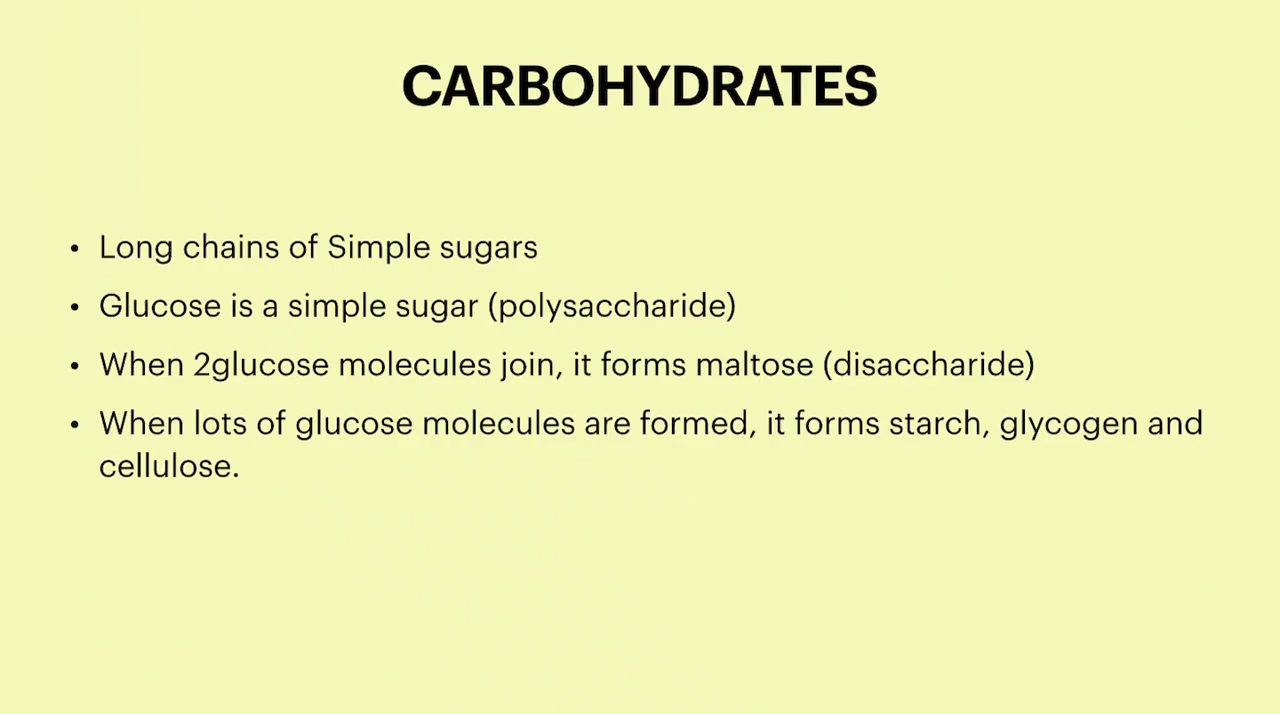 CARBOHYDRATES
• Long chains of Simple sugars
• Glucose is a simple sugar (polysaccharide)
• When 2glucose molecules join, it forms maltose (disaccharide)
• When lots of glucose molecules are formed, it forms starch, glycogen and
cellulose.